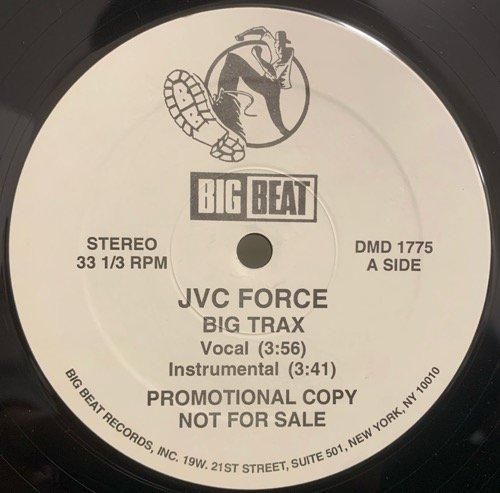 BIG BEAT
STEREO
33 1/3 RPM
DMD 1775
A SIDE
JVC FORCE
BIG TRAX
Vocal (3:56)
Instrumental (3:41)
PROMOTIONAL COPY
NOT FOR SALE
BIG BEAT RECORDS, INC. 19W. 21ST STREET, SUITE 501, NEW YORK, NY 10010